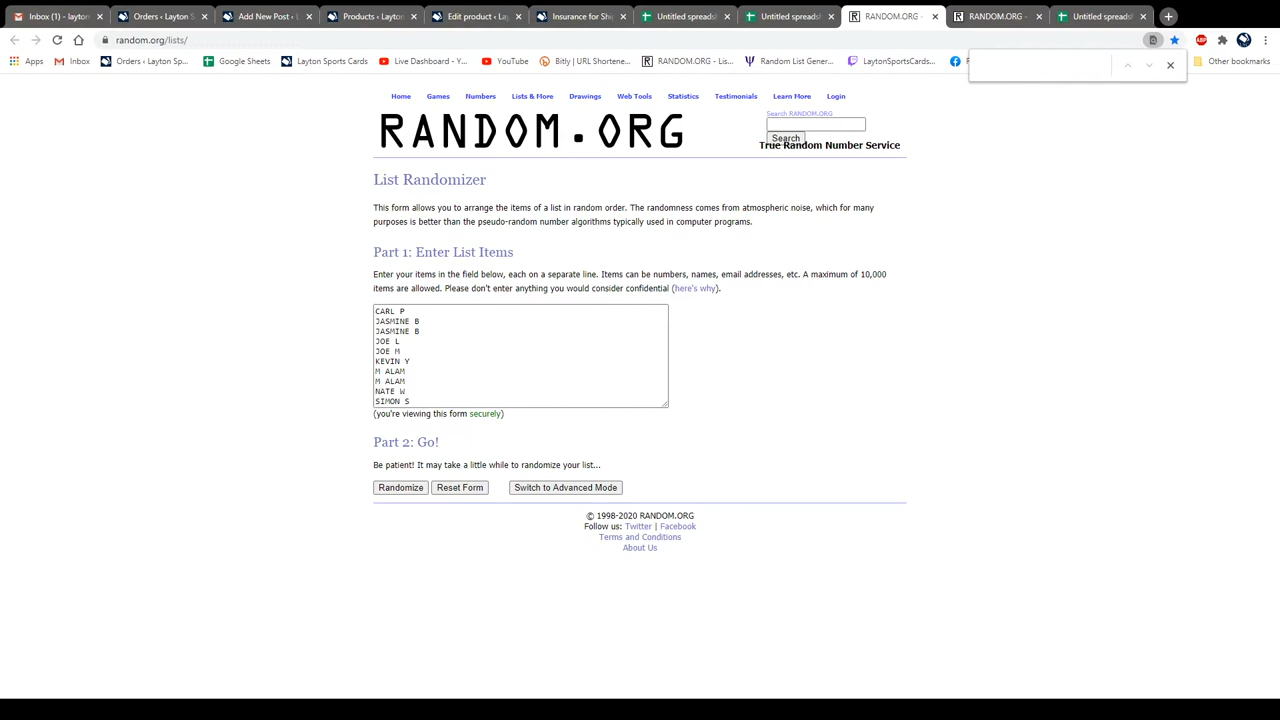 Inbox (1) - layton
Orders ‹ Layton Sp
Add New Post ‹ L
Products ‹ Layton
Edit product ‹ Lay
Insurance for Ship
Untitled spreadsh
Untitled spreadsh
RANDOM.ORG -
RANDOM.ORG -
Untitled spreadsh
random.org/lists/
ABP
Apps
Inbox
Orders ‹ Layton Sp...
Google Sheets
Layton Sports Cards
Live Dashboard - Y...
YouTube
Bitly | URL Shortene...
RANDOM.ORG - Lis...
Random List Gener...
LaytonSportsCards...
Other bookmarks
Home Games Numbers Lists & More Drawings Web Tools Statistics Testimonials Learn More Login
RANDOM.ORG
Search RANDOM.ORG
Search
True Random Number Service
List Randomizer
This form allows you to arrange the items of a list in random order. The randomness comes from atmospheric noise, which for many
purposes is better than the pseudo-random number algorithms typically used in computer programs.
Part 1: Enter List Items
Enter your items in the field below, each on a separate line. Items can be numbers, names, email addresses, etc. A maximum of 10,000
items are allowed. Please don't enter anything you would consider confidential (here's why).
CARL P
JASMINE B
JASMINE B
JOE L
JOE M
KEVIN Y
M ALAM
M ALAM
NATE W
SIMON S
(you're viewing this form securely)
Part 2: Go!
Be patient! It may take a little while to randomize your list...
Randomize
Reset Form
Switch to Advanced Mode
© 1998-2020 RANDOM.ORG
Follow us: Twitter | Facebook
Terms and Conditions
About Us